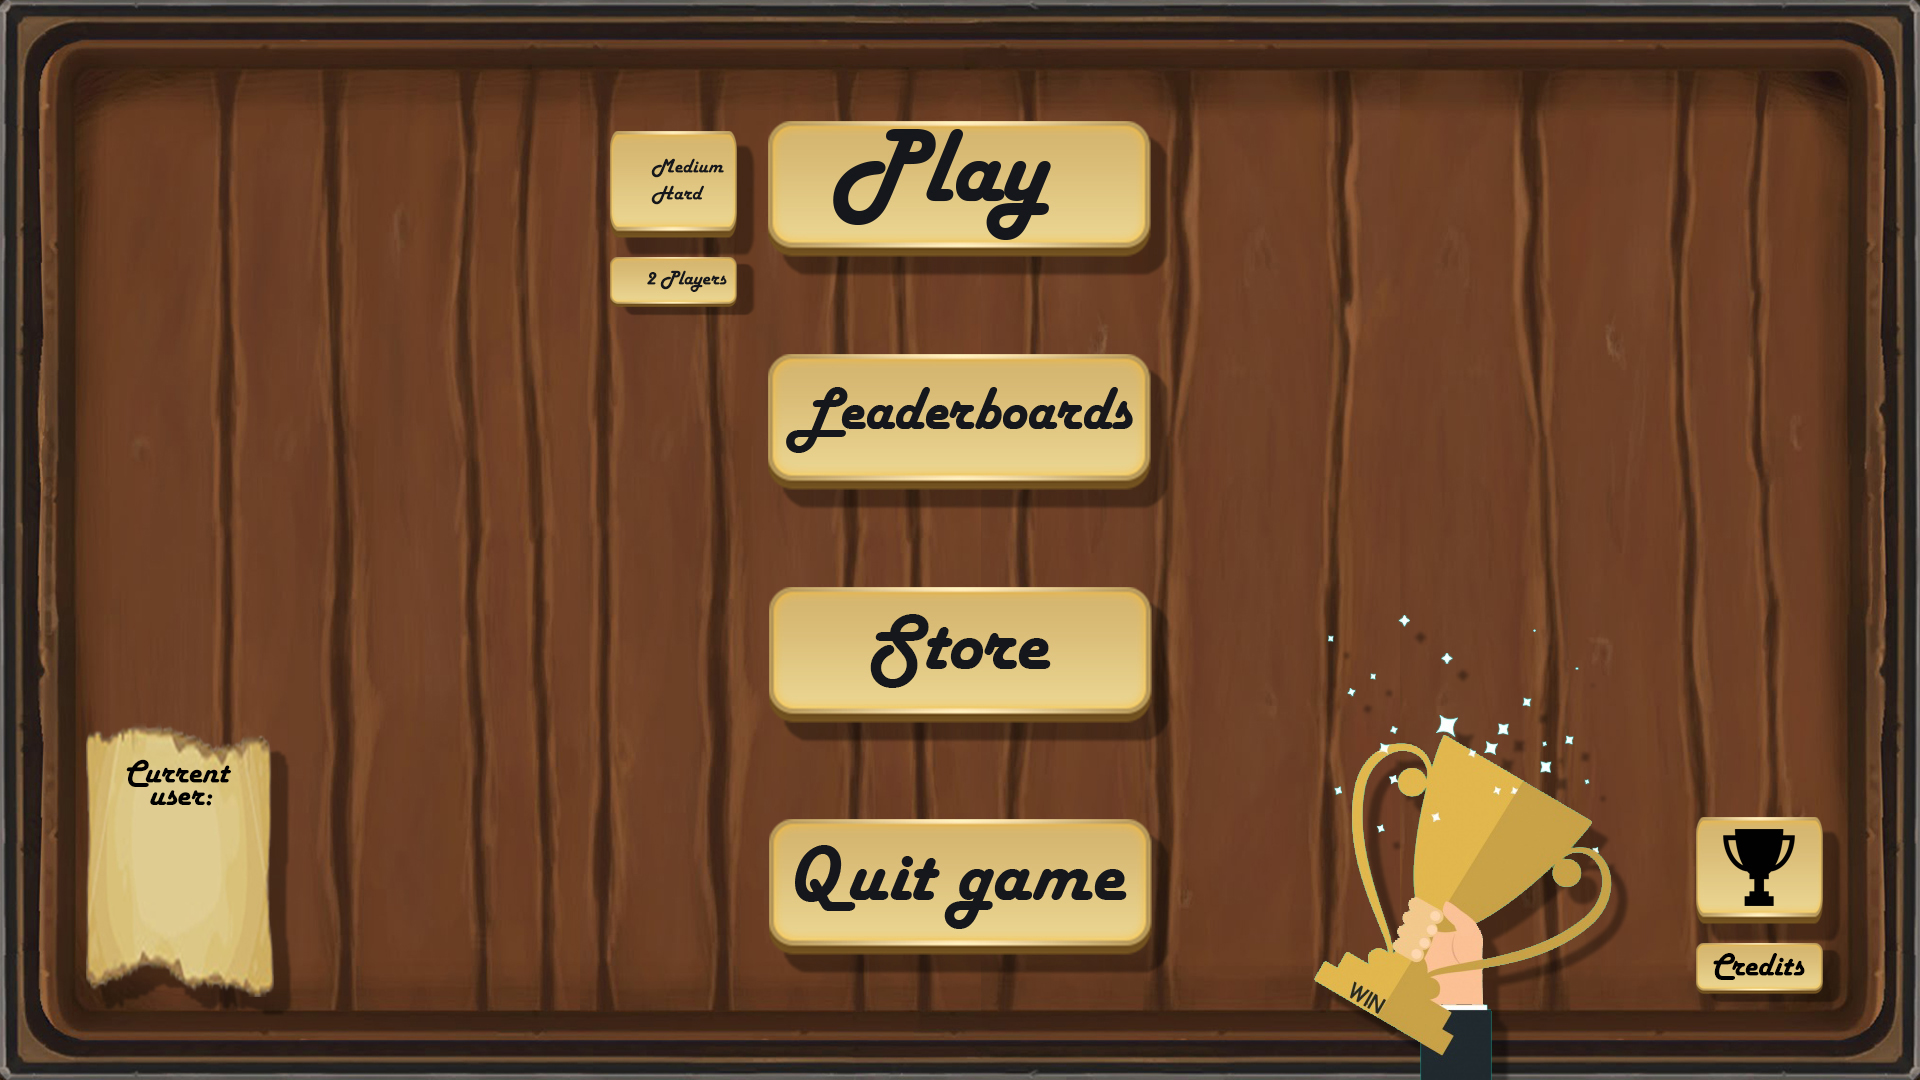 Medium
Hard
2 Players
Play
Leaderboards
Store
Quit game
Current
user:
WIN
Credits